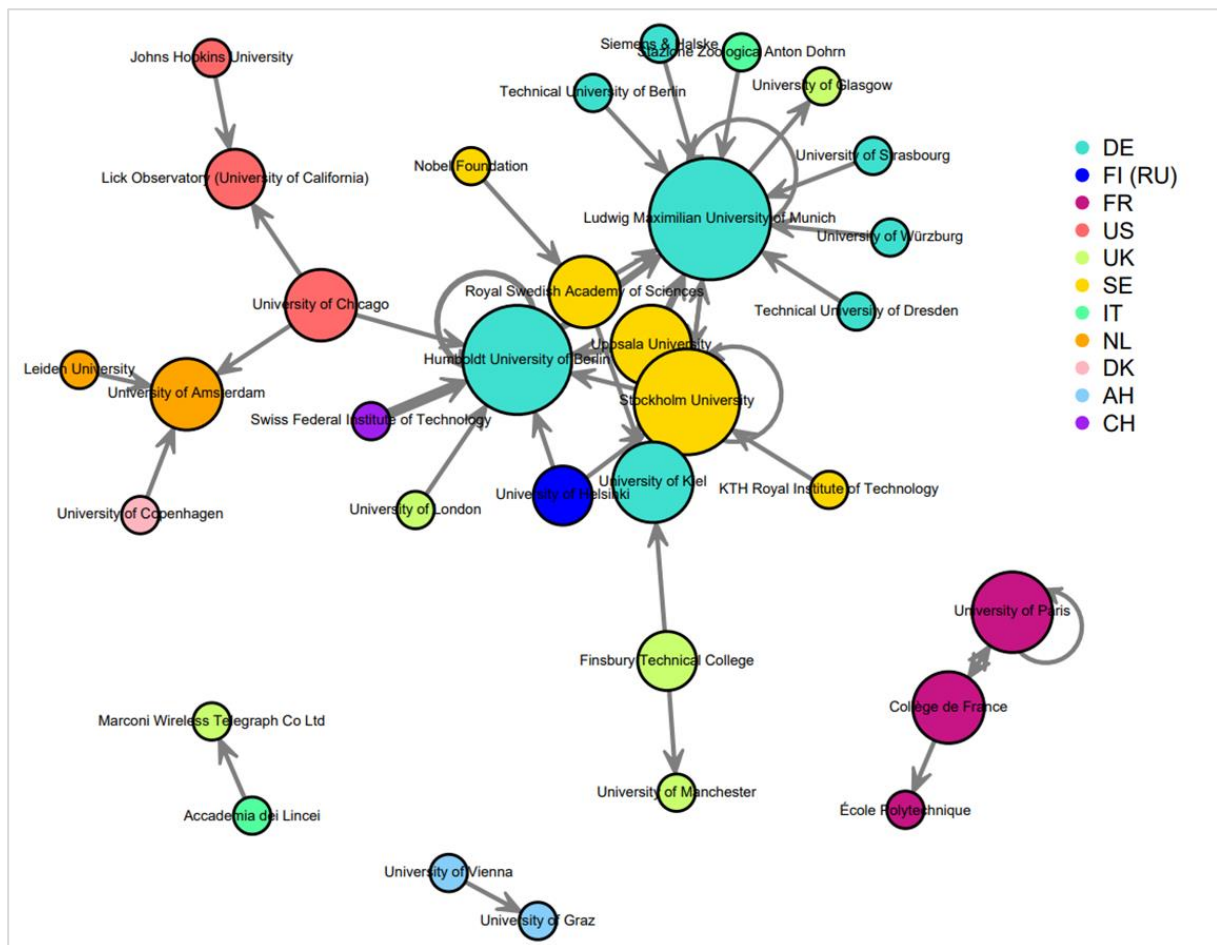 Johns Hopkins University
Siemens & Halske
Stazione Zoologica Anton Dohrn
Technical University of Berlin
University of Glasgow
Nobel Foundation
University of Strasbourg
Lick Observatory (University of California)
Ludwig Maximilian University of Munich
University of Würzburg
Royal Swedish Academy of Sciences
University of Chicago
Technical University of Dresden
Uppsala University
Humboldt University of Berlin
Leiden University
University of Amsterdam
Stockholm University
Swiss Federal Institute of Technology
University of Kiel
KTH Royal Institute of Technology
University of Helsinki
University of London
University of Copenhagen
University of Paris
Finsbury Technical College
Collège de France
Marconi Wireless Telegraph Co Ltd
University of Manchester
École Polytechnique
Accademia dei Lincei
University of Vienna
University of Graz
DE
FI (RU)
FR
US
UK
SE
IT
NL
DK
AH
CH